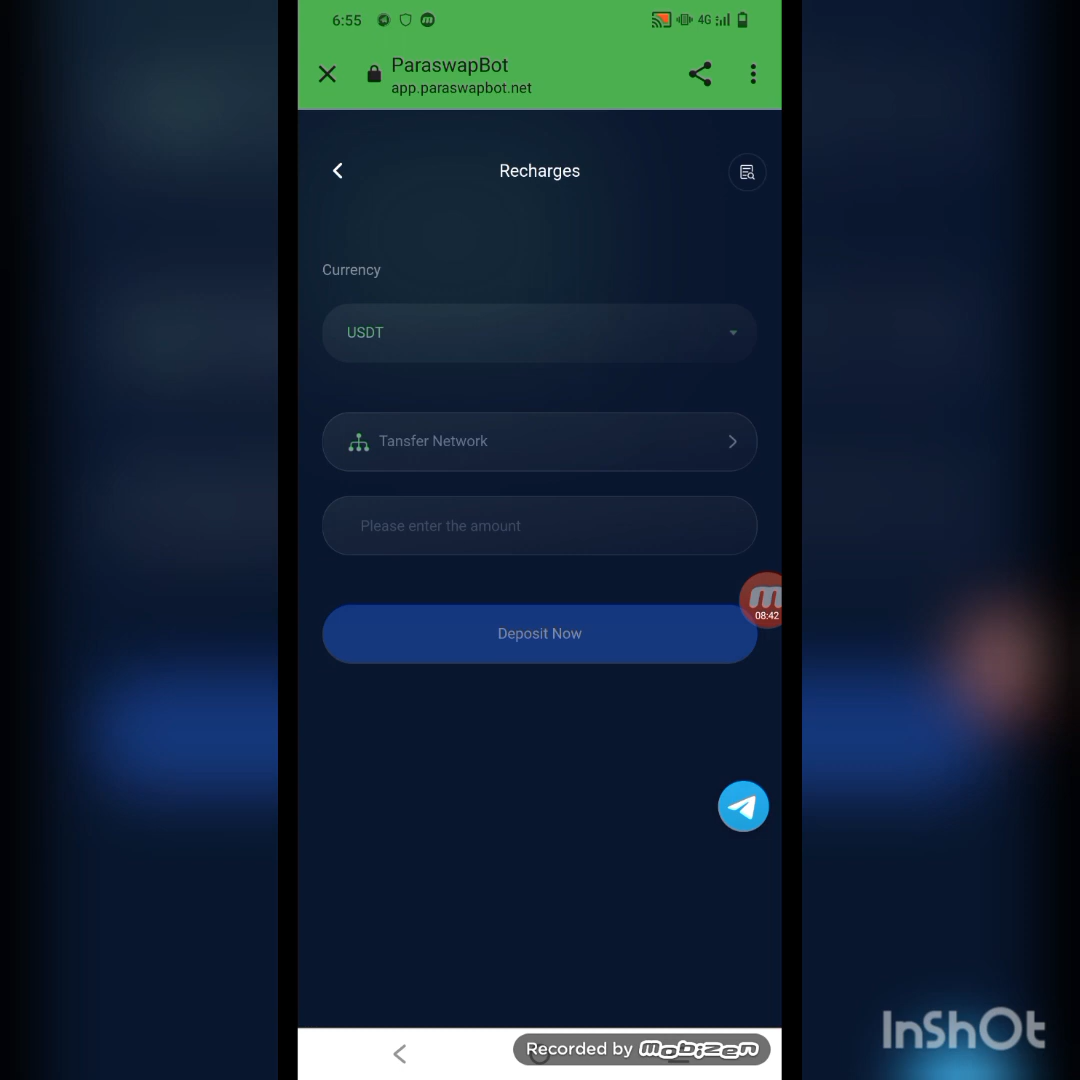 6:55
4G
ParaswapBot
app.paraswapbot.net
Recharges
Currency
USDT
Tansfer Network
Please enter the amount
m
08:42
Deposit Now
InShOt
Recorded by mobizen